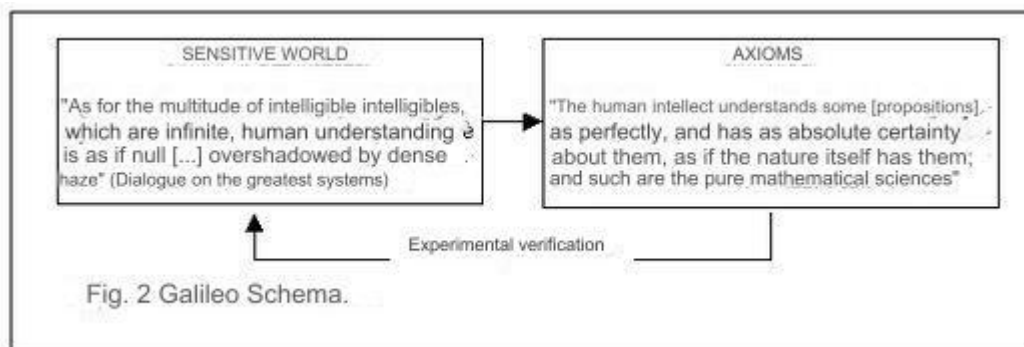 SENSITIVE WORLD
"As for the multitude of intelligible intelligibles,
which are infinite, human understanding è
is as if null [...] overshadowed by dense
haze" (Dialogue on the greatest systems)
AXIOMS
"The human intellect understands some [propositions].
as perfectly, and has as absolute certainty
about them, as if the nature itself has them;
and such are the pure mathematical sciences"
Experimental verification
Fig. 2 Galileo Schema.